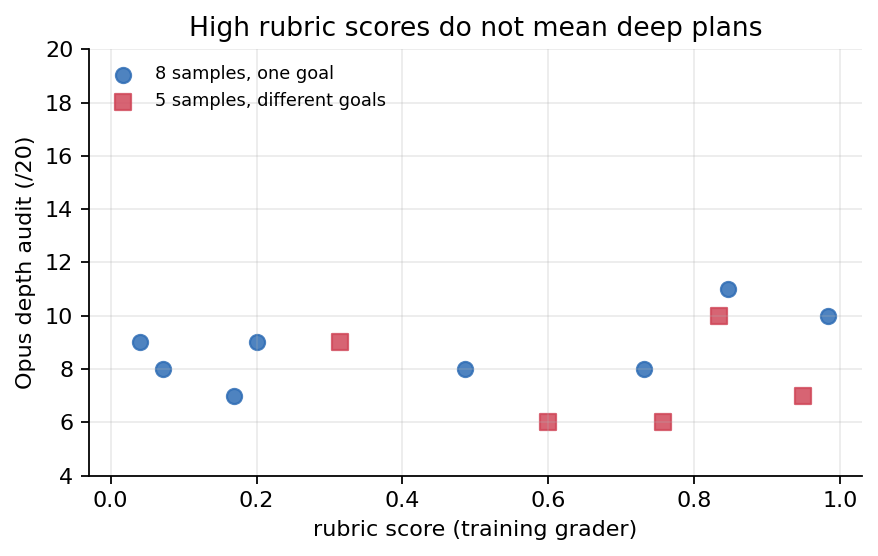 High rubric scores do not mean deep plans
8 samples, one goal
5 samples, different goals
Opus depth audit (/20)
20
18
16
14
12
10
8
6
4
0.0 0.2 0.4 0.6 0.8 1.0
rubric score (training grader)